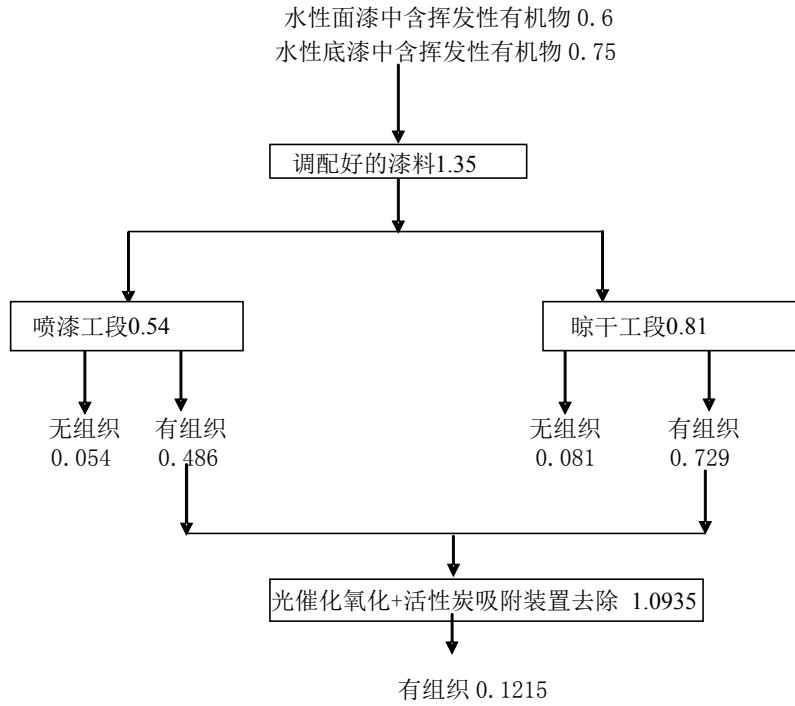 水性面漆中含挥发性有机物 0.6
水性底漆中含挥发性有机物 0.75
调配好的漆料1.35
喷漆工段0.54
晾干工段0.81
无组织
0.054
有组织
0.486
无组织
0.081
有组织
0.729
光催化氧化+活性炭吸附装置去除 1.0935
有组织 0.1215